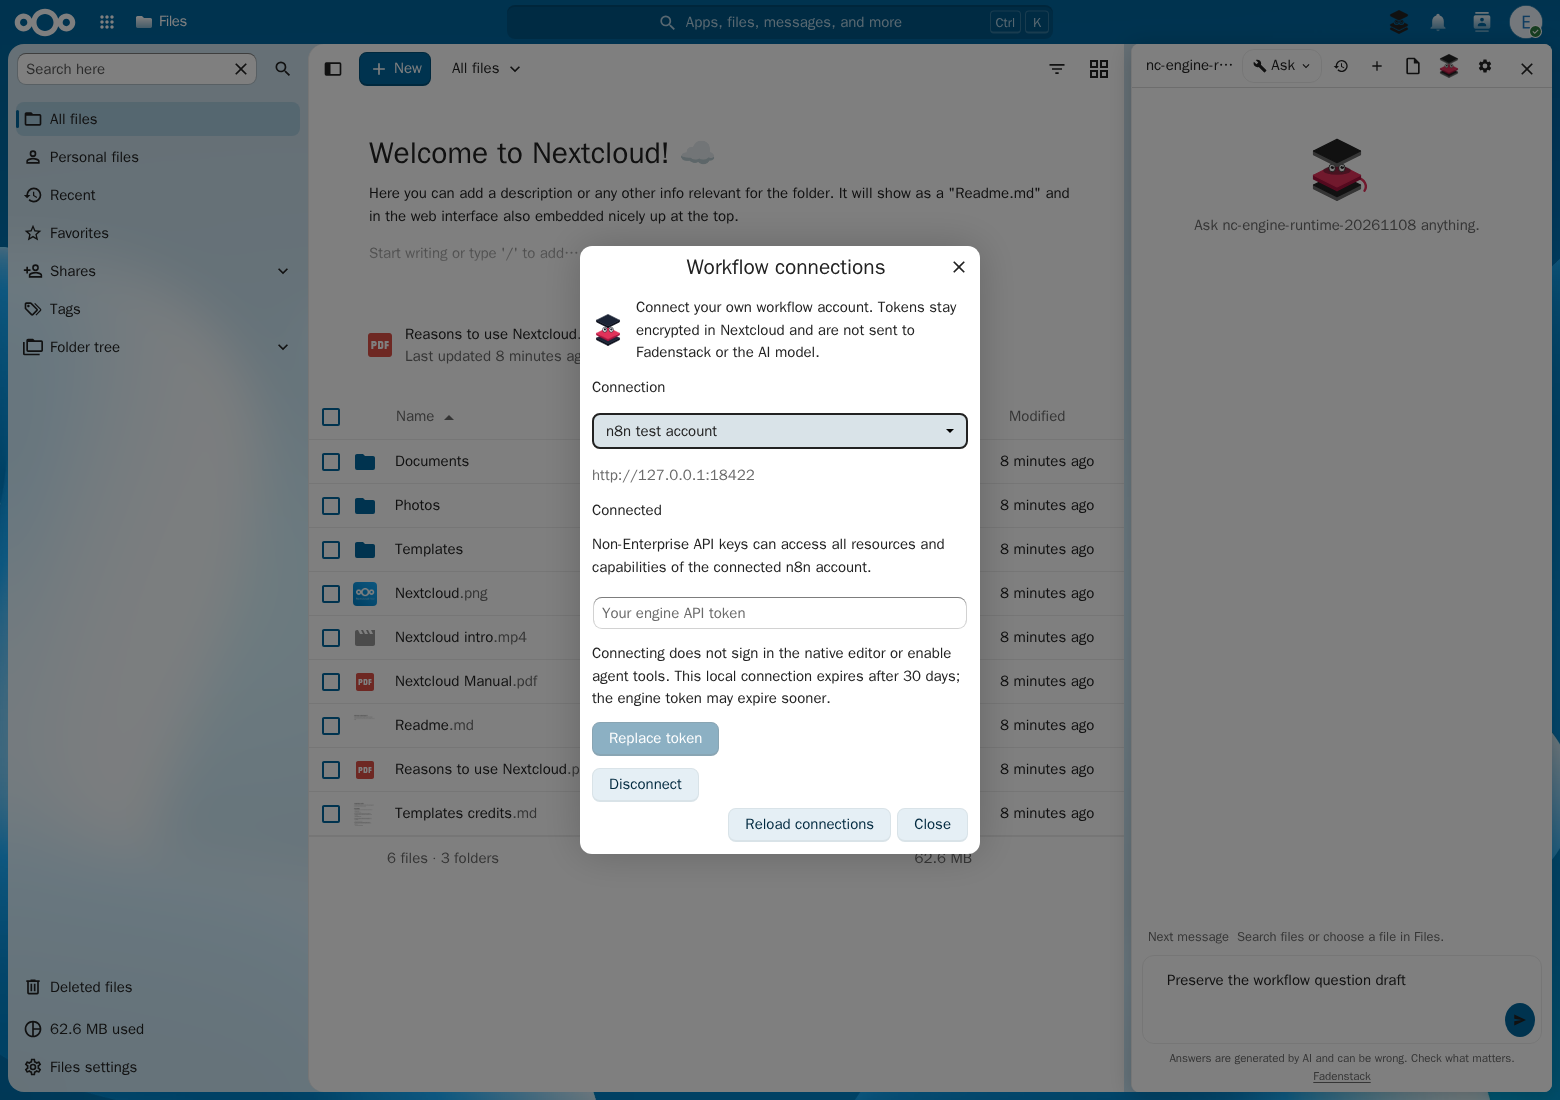 Files
Apps, files, messages, and more
Ctrl
K
E
Search here
New
All files
nc-engine-r···
Ask
All files
Personal files
Recent
Favorites
Shares
Tags
Folder tree
Welcome to Nextcloud!
Here you can add a description or any other info relevant for the folder. It will show as a "Readme.md" and
in the web interface also embedded nicely up at the top.
Start writing or type '/' to add···
PDF
Reasons to use Nextcloud.
Last updated 8 minutes ag
Name
Modified
Documents
8 minutes ago
Photos
8 minutes ago
Templates
8 minutes ago
Nextcloud.png
8 minutes ago
Nextcloud intro.mp4
8 minutes ago
PDF
Nextcloud Manual.pdf
8 minutes ago
Readme.md
8 minutes ago
PDF
Reasons to use Nextcloud.p
8 minutes ago
Templates credits.md
8 minutes ago
6 files · 3 folders
62.6 MB
Workflow connections
Connect your own workflow account. Tokens stay
encrypted in Nextcloud and are not sent to
Fadenstack or the AI model.
Connection
n8n test account
http://127.0.0.1:18422
Connected
Non-Enterprise API keys can access all resources and
capabilities of the connected n8n account.
Your engine API token
Connecting does not sign in the native editor or enable
agent tools. This local connection expires after 30 days;
the engine token may expire sooner.
Replace token
Disconnect
Reload connections
Close
Ask nc-engine-runtime-20261108 anything.
Next message Search files or choose a file in Files.
Preserve the workflow question draft
Answers are generated by AI and can be wrong. Check what matters.
Fadenstack
Deleted files
62.6 MB used
Files settings